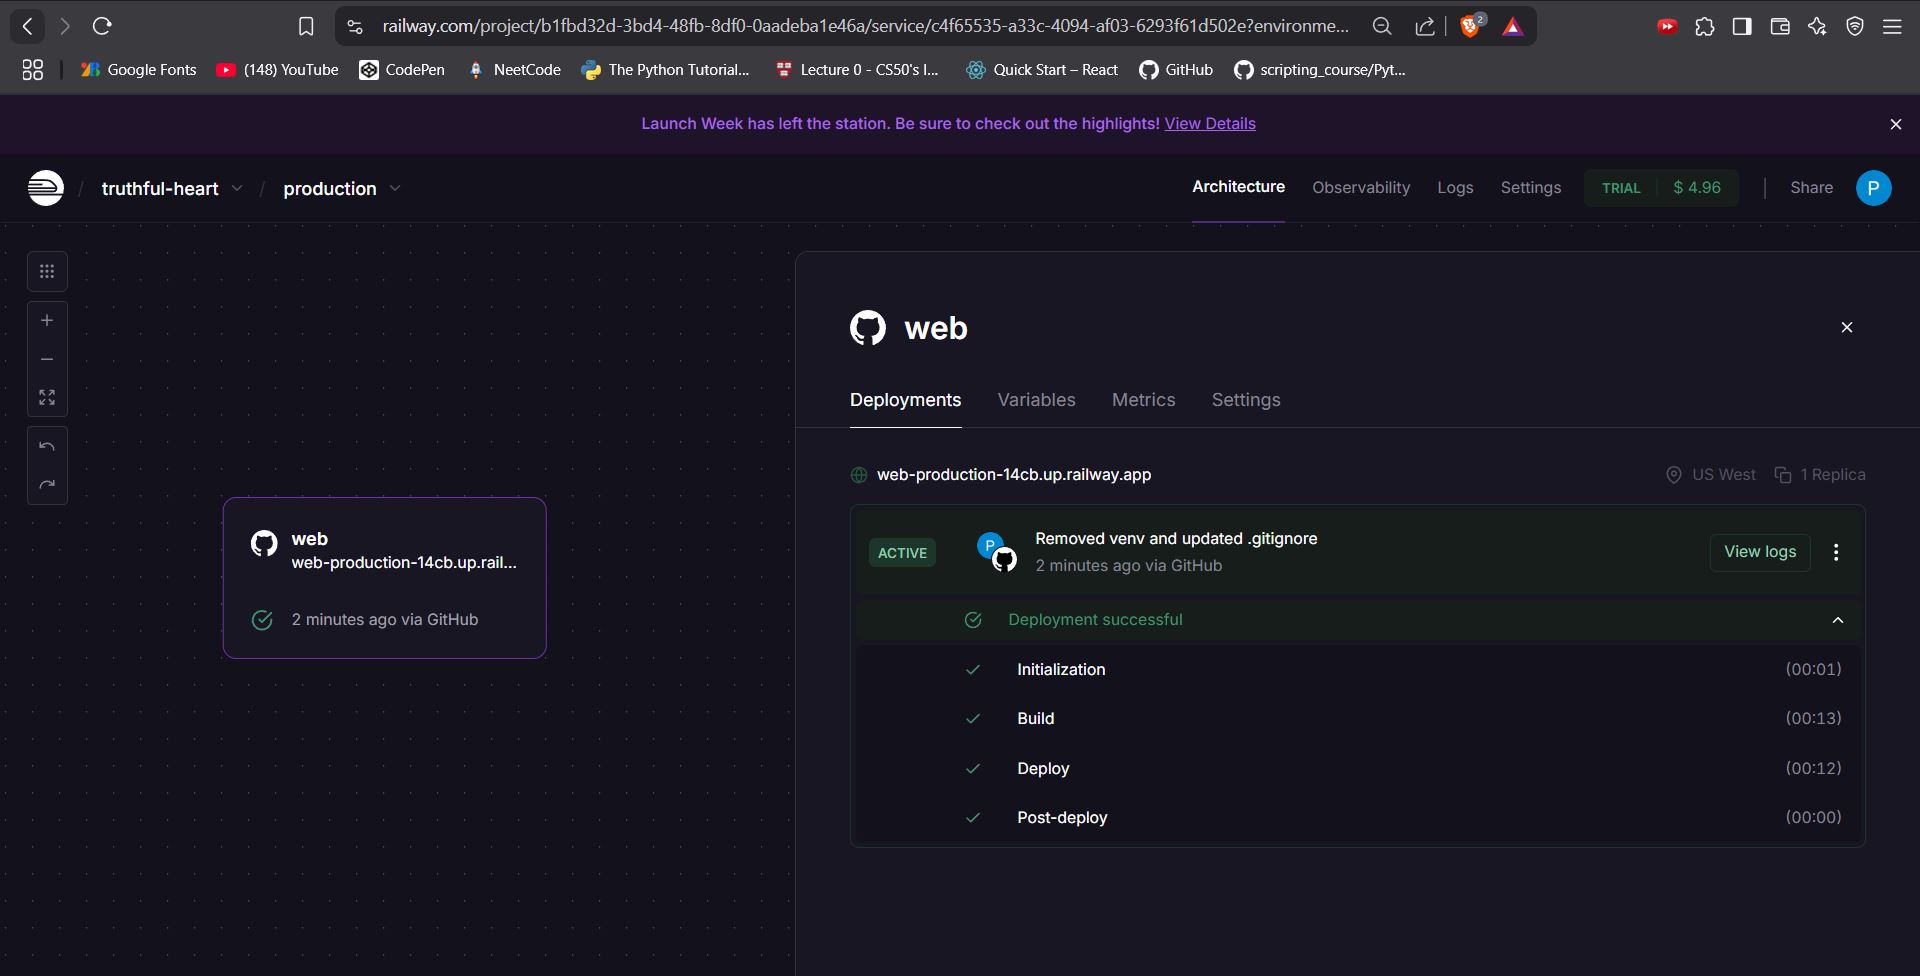 railway.com/project/b1fbd32d-3bd4-48fb-8df0-0aadeba1e46a/service/c4f65535-a33c-4094-af03-6293f61d502e?environme...
2
Google Fonts
(148) YouTube
CodePen
NeetCode
The Python Tutorial...
Lecture 0 - CS50's I...
Quick Start – React
GitHub
scripting_course/Pyt...
Launch Week has left the station. Be sure to check out the highlights! View Details
/ truthful-heart / production
Architecture
Observability
Logs
Settings
TRIAL $ 4.96
Share
P
web
Deployments
Variables
Metrics
Settings
web-production-14cb.up.railway.app
US West
1 Replica
web
web-production-14cb.up.rail...
2 minutes ago via GitHub
ACTIVE
P
Removed venv and updated .gitignore
2 minutes ago via GitHub
View logs
Deployment successful
Initialization (00:01)
Build (00:13)
Deploy (00:12)
Post-deploy (00:00)